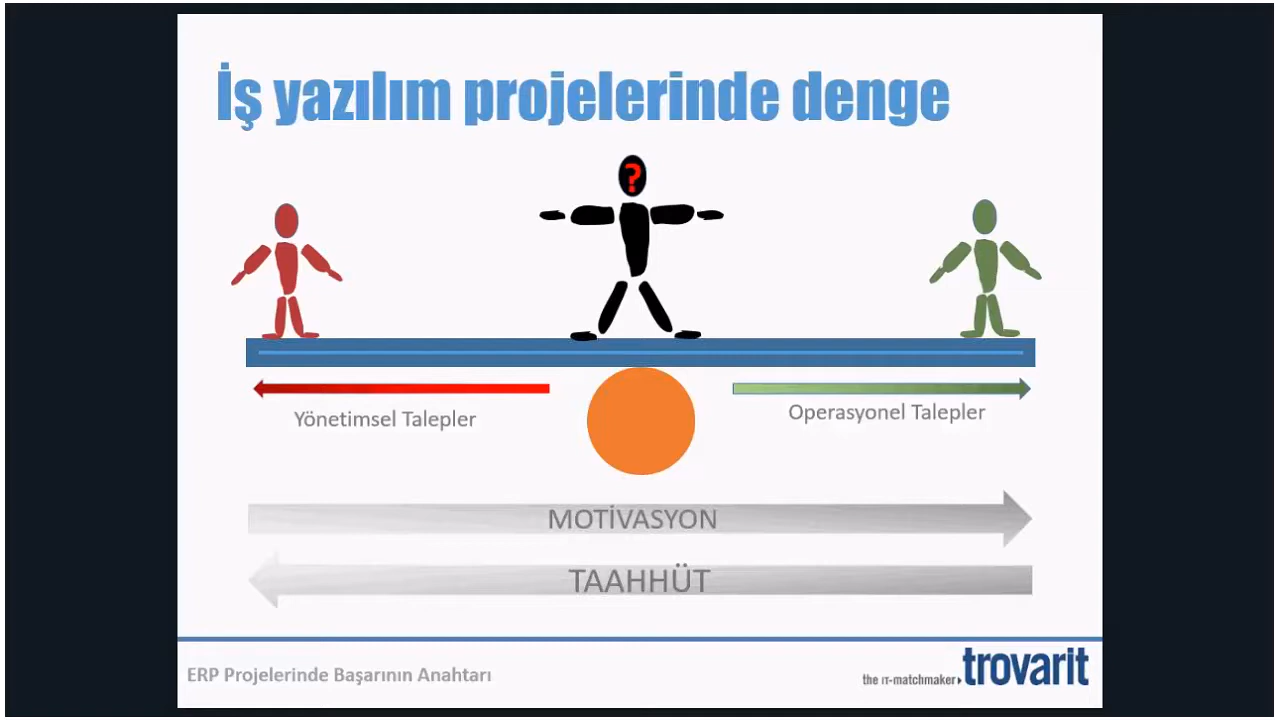 İş yazılım projelerinde denge
?
Yönetimsel Talepler
Operasyonel Talepler
MOTİVASYON
TAAHHÜT
ERP Projelerinde Başarının Anahtarı
the IT-matchmaker trovarit